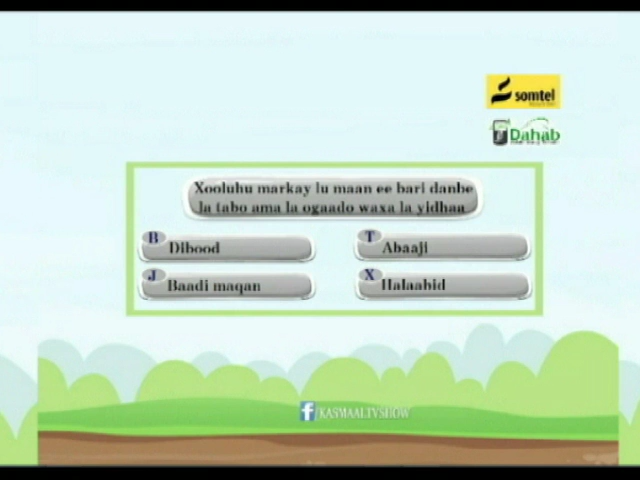 somtel
Dahab
Xooluhu markay lu maan ee bari danbe
la tabo ama la ogaado waxa la yidhaa
B Dibood
T Abaaji
J Baadi maqan
X Halaabid
f KASMAALTVSHOW